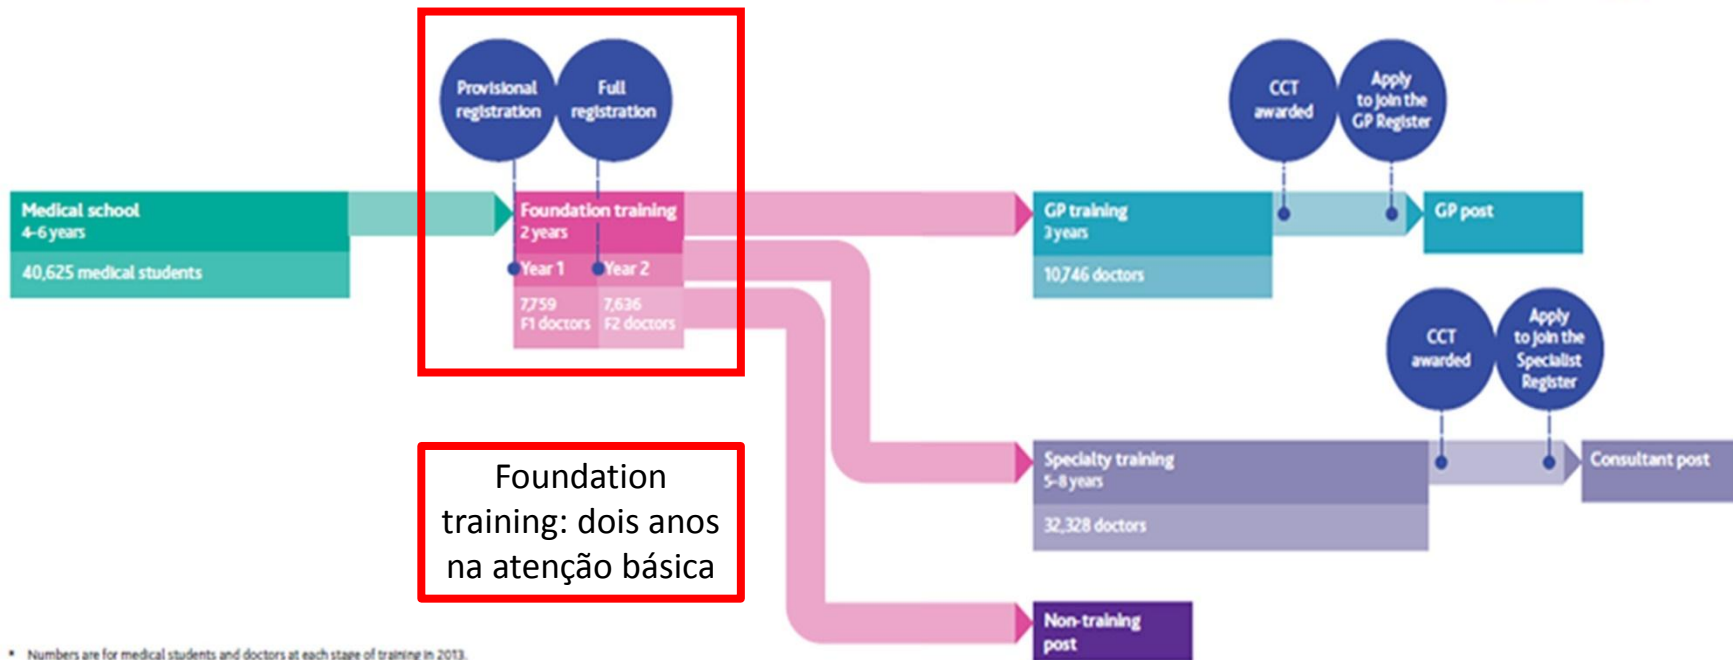 Provisional
registration
Full
registration
CCT
awarded
Apply
to join the
GP Register
Medical school
4-6 years
40,625 medical students
Foundation training
2 years
Year 1
Year 2
7,759
F1 doctors
7,636
F2 doctors
GP training
3 years
10,746 doctors
GP post
CCT
awarded
Apply
to join the
Specialist
Register
Foundation
training: dois anos
na atenção básica
Specialty training
5-8 years
32,328 doctors
Consultant post
Non-training
post
* Numbers are for medical students and doctors at each stage of training in 2013.